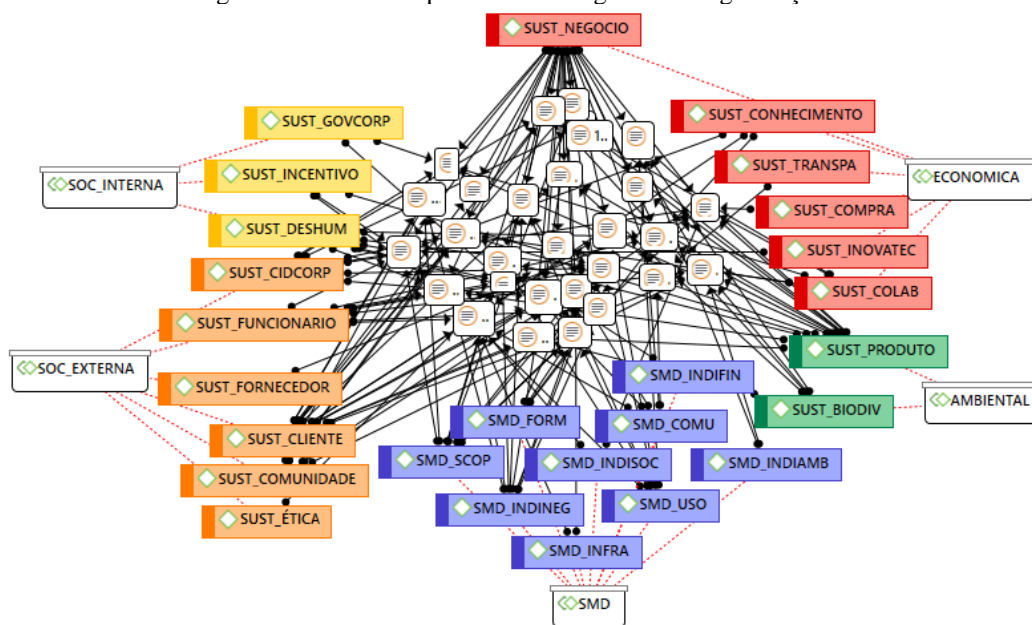 SUST_NEGOCIO
SUST_GOVCORP
SUST_CONHECIMENTO
1..
SUST_TRANSPA
SUST_INCENTIVO
SOC_INTERNA
ECONOMICA
SUST_COMPRA
SUST_DESHUM
SUST_INOVATEC
SUST_CIDCORP
SUST_COLAB
SUST_FUNCIONARIO
SUST_PRODUTO
SOC_EXTERNA
SMD_INDIFIN
SUST_FORNECEDOR
AMBIENTAL
SUST_BIODIV
SMD_FORM
SMD_COMU
SUST_CLIENTE
SMD_SCOP
SMD_INDISOC
SMD_INDIAMB
SUST_COMUNIDADE
SMD_INDINEG
SMD_USO
SUST_ÉTICA
SMD_INFRA
SMD